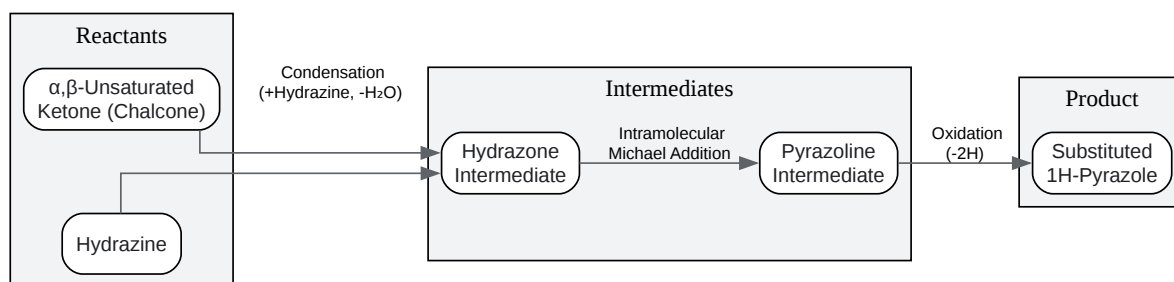 Reactants
α,β-Unsaturated
Ketone (Chalcone)
Hydrazine
Condensation
(+Hydrazine, -H₂O)
Intermediates
Hydrazone
Intermediate
Intramolecular
Michael Addition
Pyrazoline
Intermediate
Oxidation
(-2H)
Product
Substituted
1H-Pyrazole